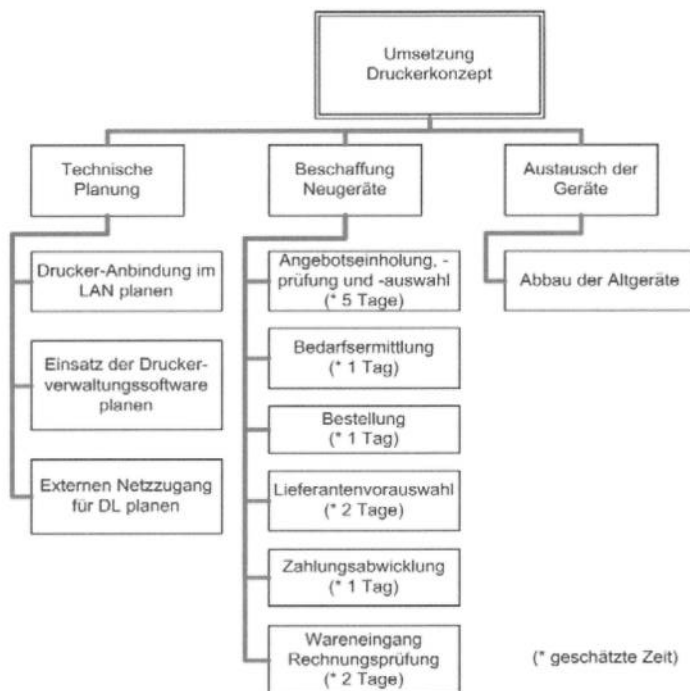 Umsetzung
Druckerkonzept
Technische
Planung
Beschaffung
Neugeräte
Austausch der
Geräte
Drucker-Anbindung im
LAN planen
Einsatz der Drucker-
verwaltungssoftware
planen
Externen Netzzugang
für DL planen
Angebotseinholung, -
prüfung und -auswahl
(* 5 Tage)
Bedarfsermittlung
(* 1 Tag)
Bestellung
(* 1 Tag)
Lieferantenvorauswahl
(* 2 Tage)
Zahlungsabwicklung
(* 1 Tag)
Wareneingang
Rechnungsprüfung
(* 2 Tage)
Abbau der Altgeräte
(* geschätzte Zeit)